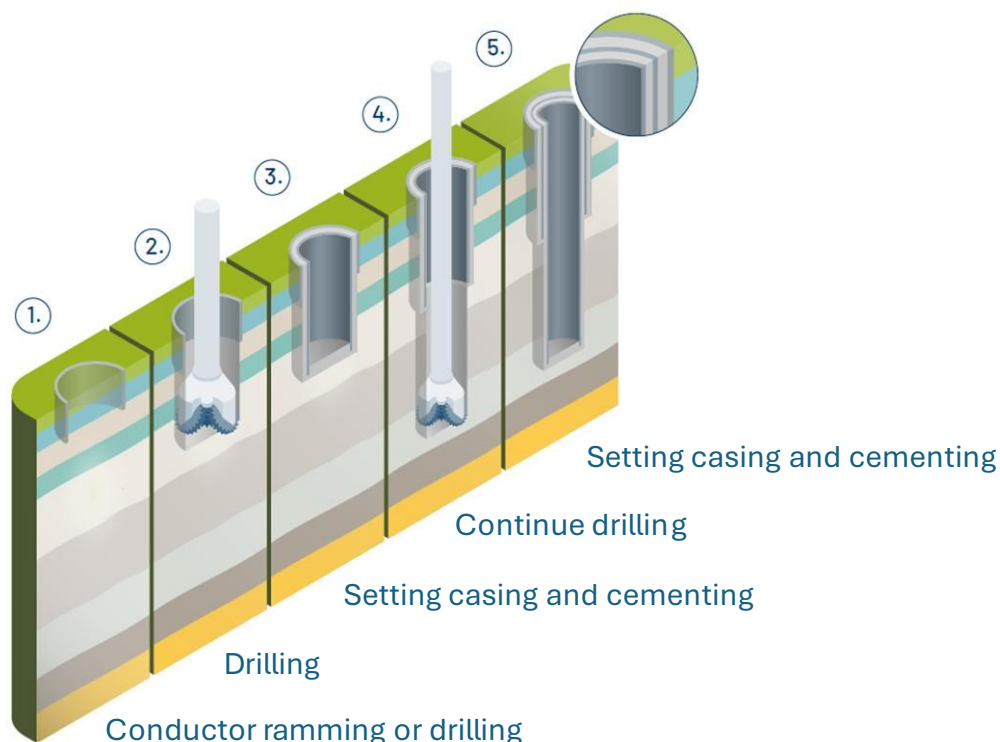 5.
4.
3.
2.
1.
Setting casing and cementing
Continue drilling
Setting casing and cementing
Drilling
Conductor ramming or drilling